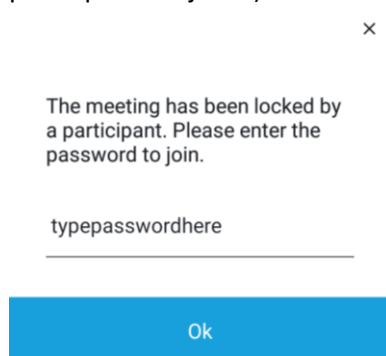 ×
The meeting has been locked by
a participant. Please enter the
password to join.
typepasswordhere
Ok